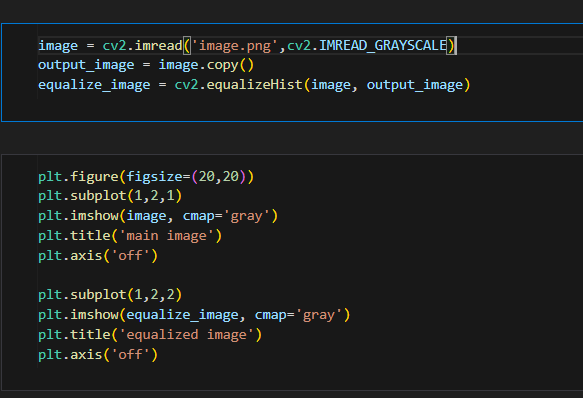 image = cv2.imread('image.png',cv2.IMREAD_GRAYSCALE)
output_image = image.copy()
equalize_image = cv2.equalizeHist(image, output_image)
plt.figure(figsize=(20,20))
plt.subplot(1,2,1)
plt.imshow(image, cmap='gray')
plt.title('main image')
plt.axis('off')
plt.subplot(1,2,2)
plt.imshow(equalize_image, cmap='gray')
plt.title('equalized image')
plt.axis('off')